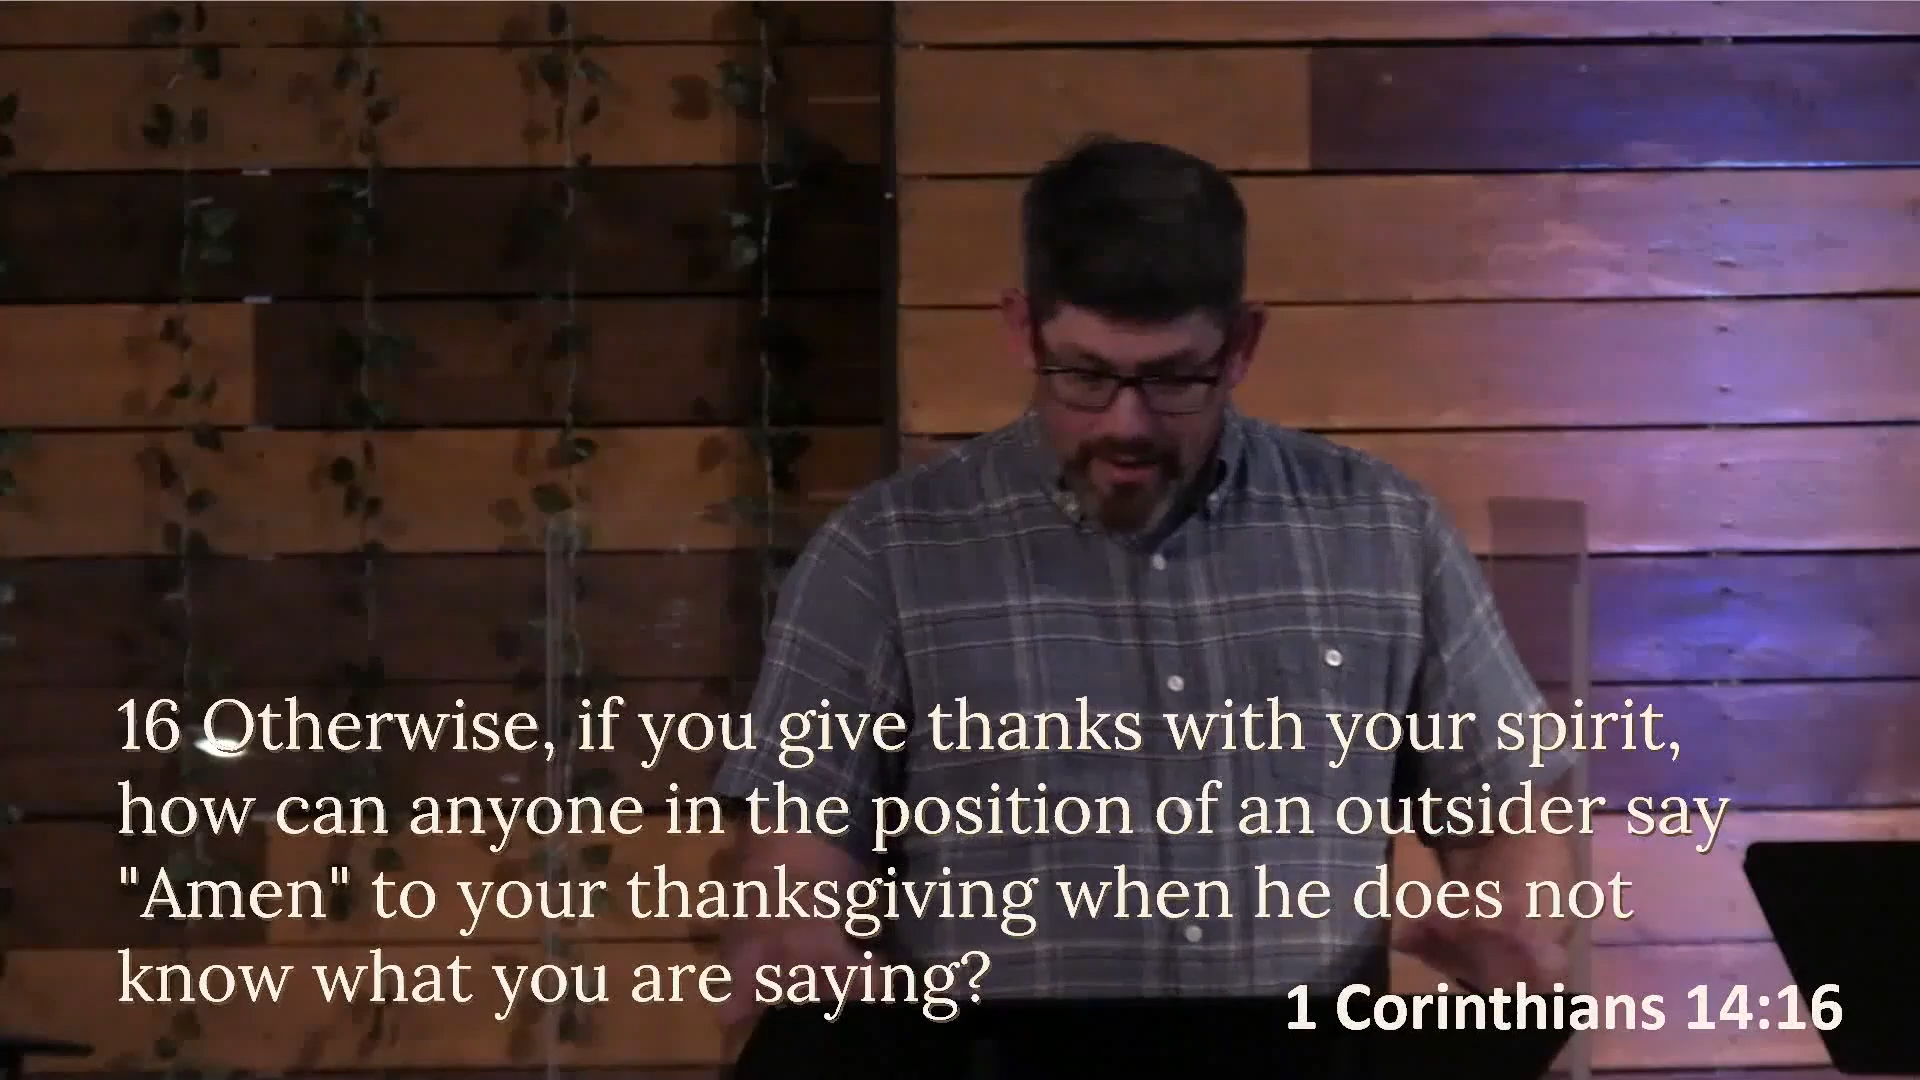 16 Otherwise, if you give thanks with your spirit,
how can anyone in the position of an outsider say
"Amen" to your thanksgiving when he does not
know what you are saying?
1 Corinthians 14:16